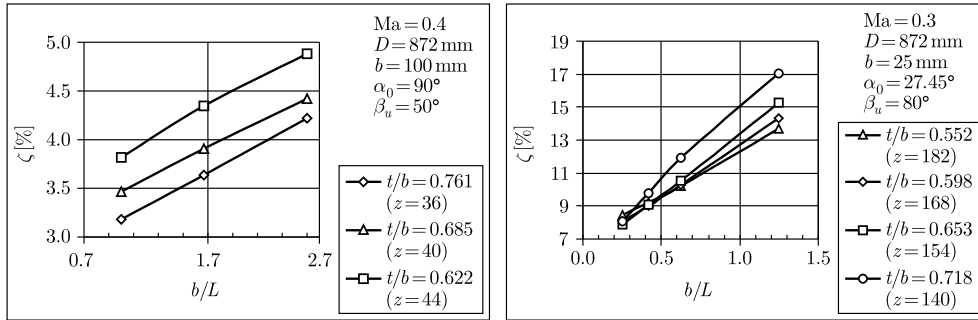 5.0
4.5
4.0
3.5
3.0
ζ [%]
0.7
1.7
2.7
b/L
Ma = 0.4
D = 872 mm
b = 100 mm
α₀ = 90°
βᵤ = 50°
t/b = 0.761
(z = 36)
t/b = 0.685
(z = 40)
t/b = 0.622
(z = 44)
19
17
15
13
11
9
7
ζ [%]
0.0
0.5
1.0
1.5
b/L
Ma = 0.3
D = 872 mm
b = 25 mm
α₀ = 27.45°
βᵤ = 80°
t/b = 0.552
(z = 182)
t/b = 0.598
(z = 168)
t/b = 0.653
(z = 154)
t/b = 0.718
(z = 140)